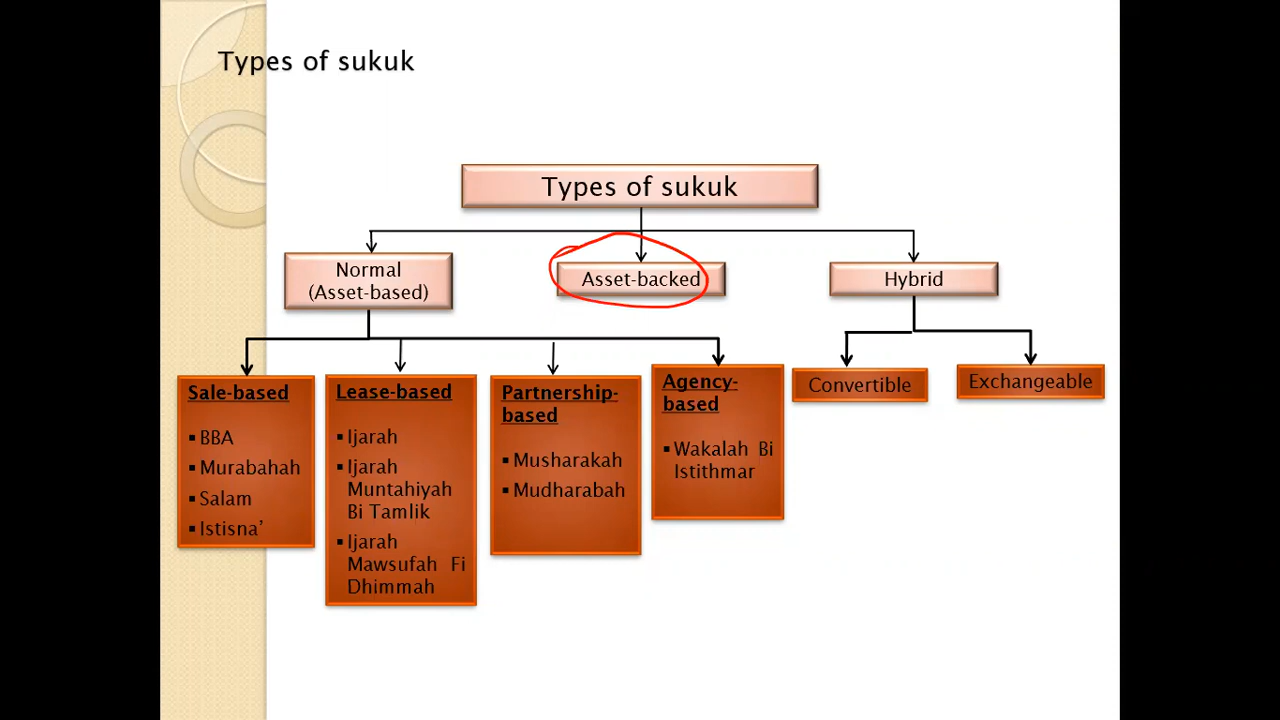 Types of sukuk
Types of sukuk
Normal
(Asset-based)
Asset-backed
Hybrid
Sale-based
▪ BBA
▪ Murabahah
▪ Salam
▪ Istisna’
Lease-based
▪ Ijarah
▪ Ijarah
Muntahiyah
Bi Tamlik
▪ Ijarah
Mawsufah Fi
Dhimmah
Partnership-
based
▪ Musharakah
▪ Mudharabah
Agency-
based
▪ Wakalah Bi
Istithmar
Convertible
Exchangeable